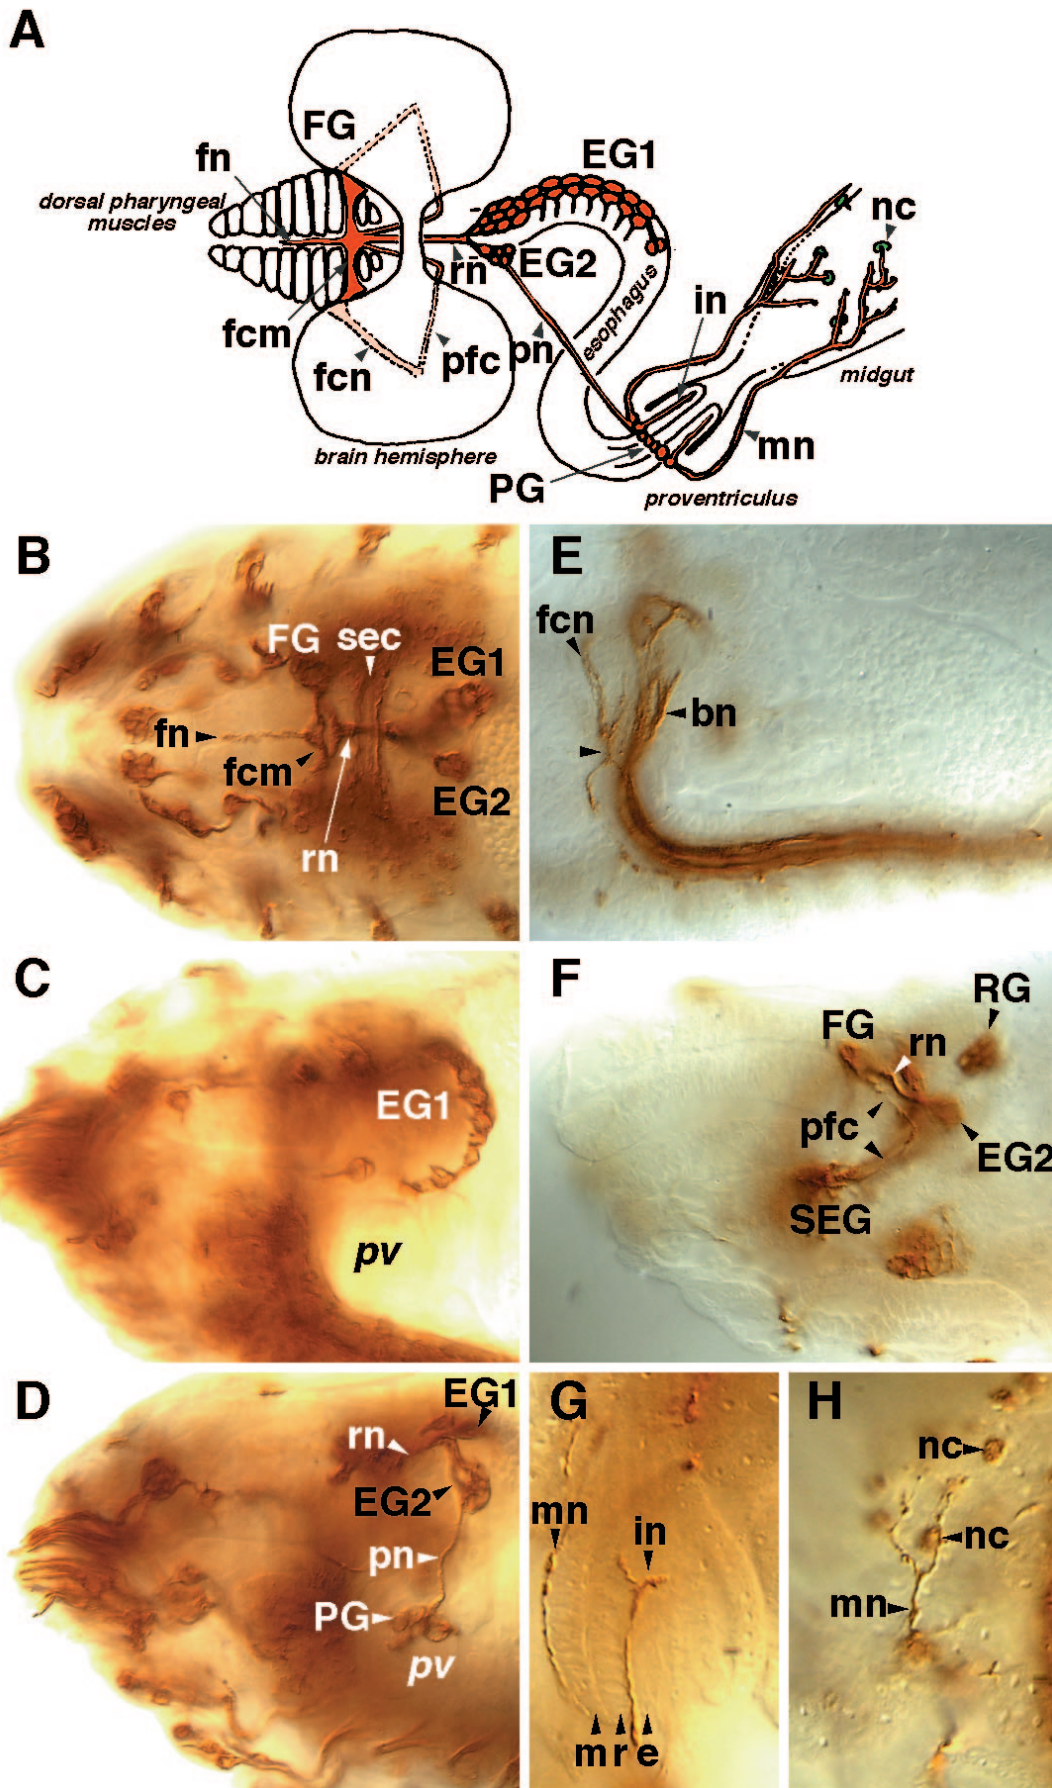 A
FG
fn
EG1
dorsal pharyngeal
muscles
nc
rn
EG2
esophagus
in
fcm
fcn
pfc
pn
midgut
brain hemisphere
mn
PG
proventriculus
B
FG sec
EG1
fn
fcm
EG2
rn
E
fcn
bn
C
EG1
pv
F
RG
FG
rn
pfc
EG2
SEG
D
EG1
rn
EG2
pn
PG
pv
G
mn
in
m r e
H
nc
nc
mn